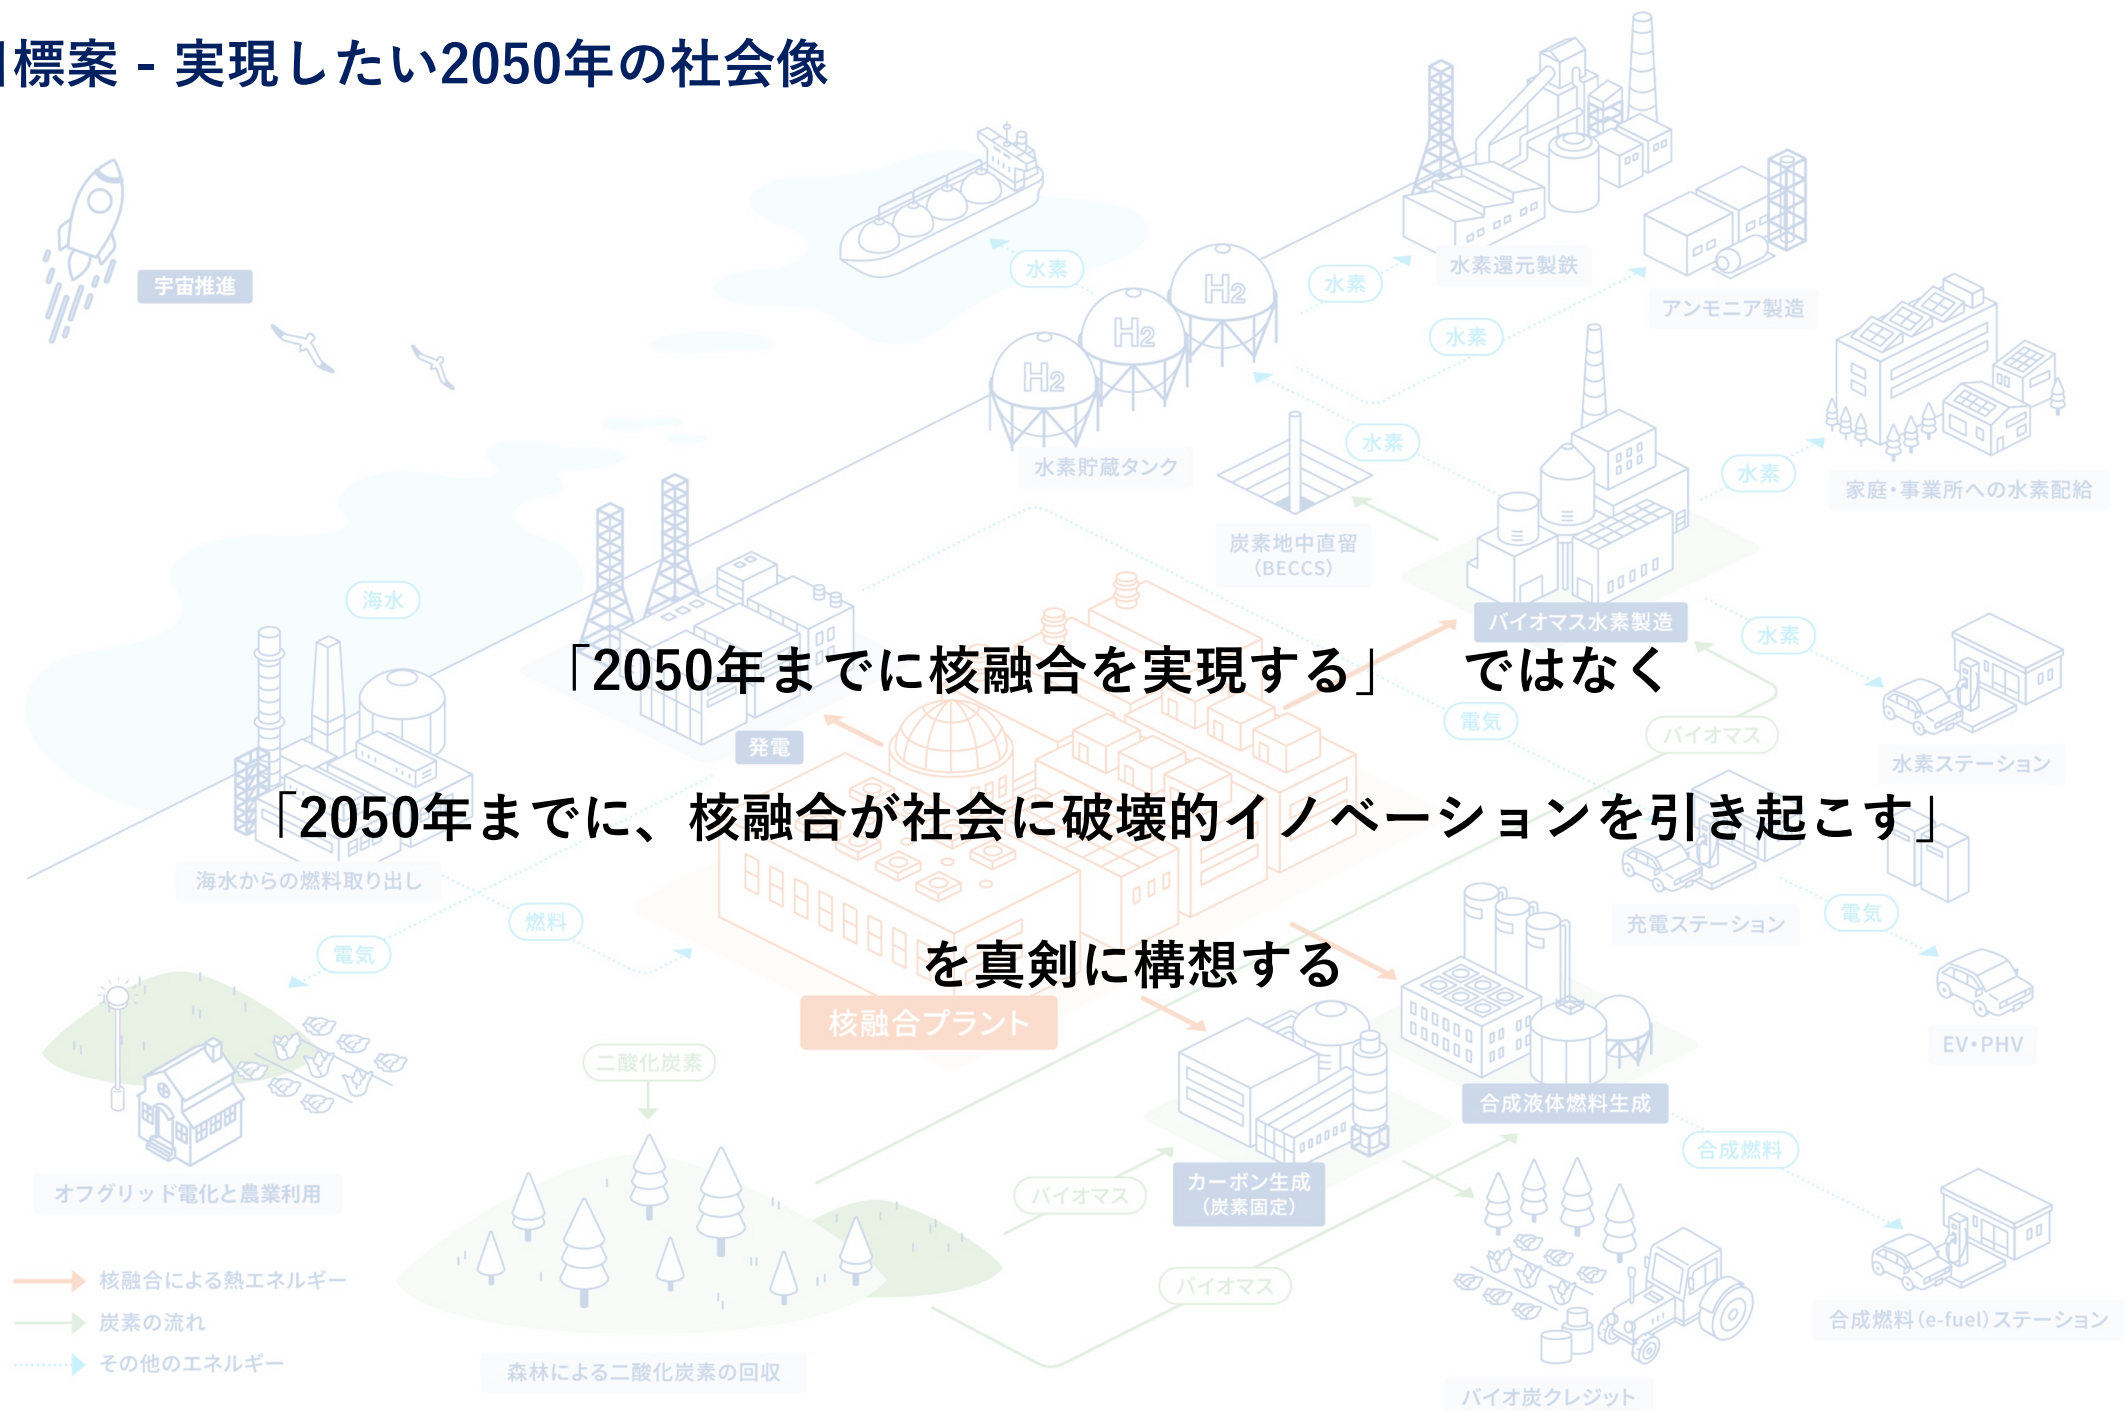 標案 - 実現したい2050年の社会像
宇宙推進
水素
水素
水素還元製鉄
アンモニア製造
水素
H2
H2
H2
水素貯蔵タンク
水素
水素
家庭・事業所への水素配給
炭素地中直留
（BECCS）
海水
バイオマス水素製造
水素
「2050年までに核融合を実現する」　ではなく
発電
電気
バイオマス
水素ステーション
「2050年までに、核融合が社会に破壊的イノベーションを引き起こす」
海水からの燃料取り出し
燃料
電気
充電ステーション
電気
を真剣に構想する
核融合プラント
EV・PHV
二酸化炭素
合成液体燃料生成
合成燃料
オフグリッド電化と農業利用
バイオマス
カーボン生成
（炭素固定）
バイオマス
核融合による熱エネルギー
炭素の流れ
その他のエネルギー
森林による二酸化炭素の回収
合成燃料（e-fuel）ステーション
バイオ炭クレジット